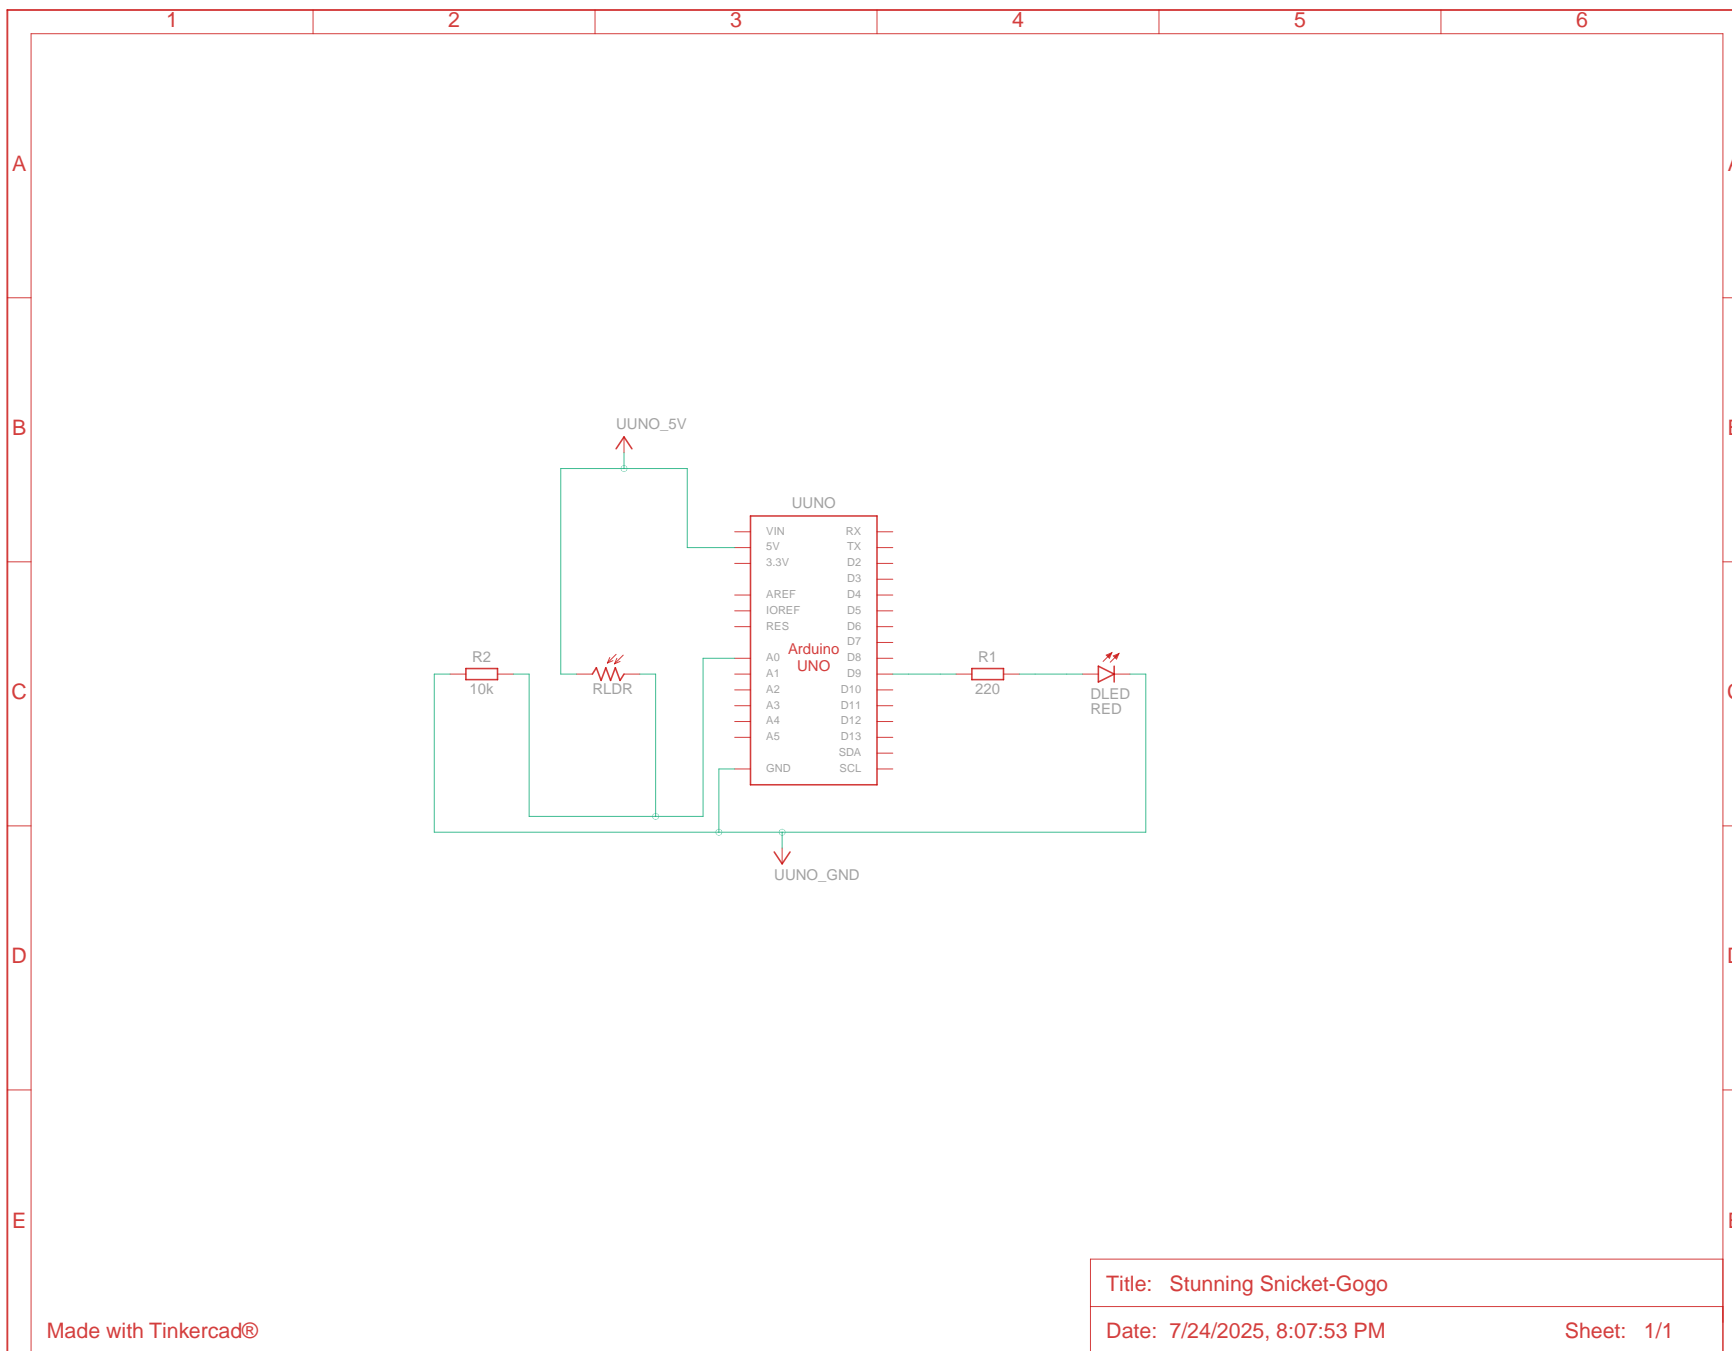 1 2 3 4 5 6
A
B
C
D
E
UUNO_5V
UUNO
VIN RX
5V TX
3.3V D2
D3
AREF D4
IOREF D5
RES D6
D7
A0 D8
A1 D9
A2 D10
A3 D11
A4 D12
A5 D13
SDA
GND SCL
Arduino
UNO
R2
10k
RLDR
R1
220
DLED
RED
UUNO_GND
Title: Stunning Snicket-Gogo
Date: 7/24/2025, 8:07:53 PM Sheet: 1/1
Made with Tinkercad®